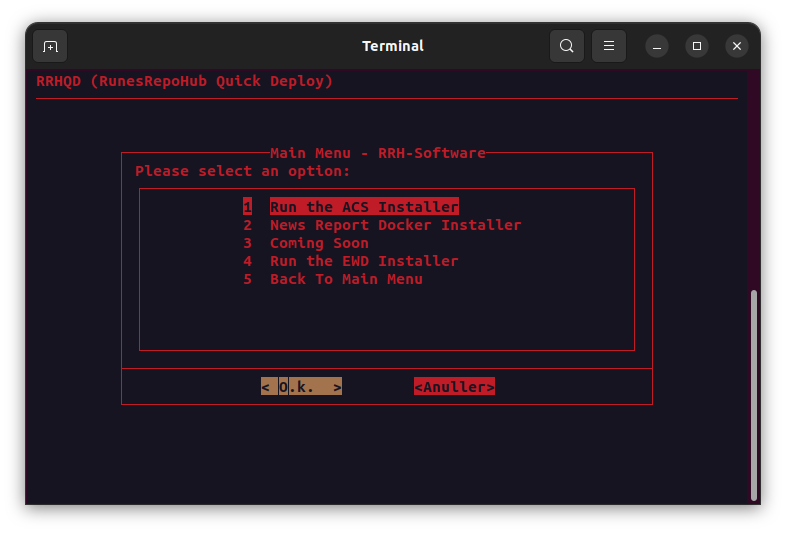 Terminal
RRHQD (RunesRepoHub Quick Deploy)
Main Menu - RRH-Software
Please select an option:
1 Run the ACS Installer
2 News Report Docker Installer
3 Coming Soon
4 Run the EWD Installer
5 Back To Main Menu
< O.k. > <Anuller>